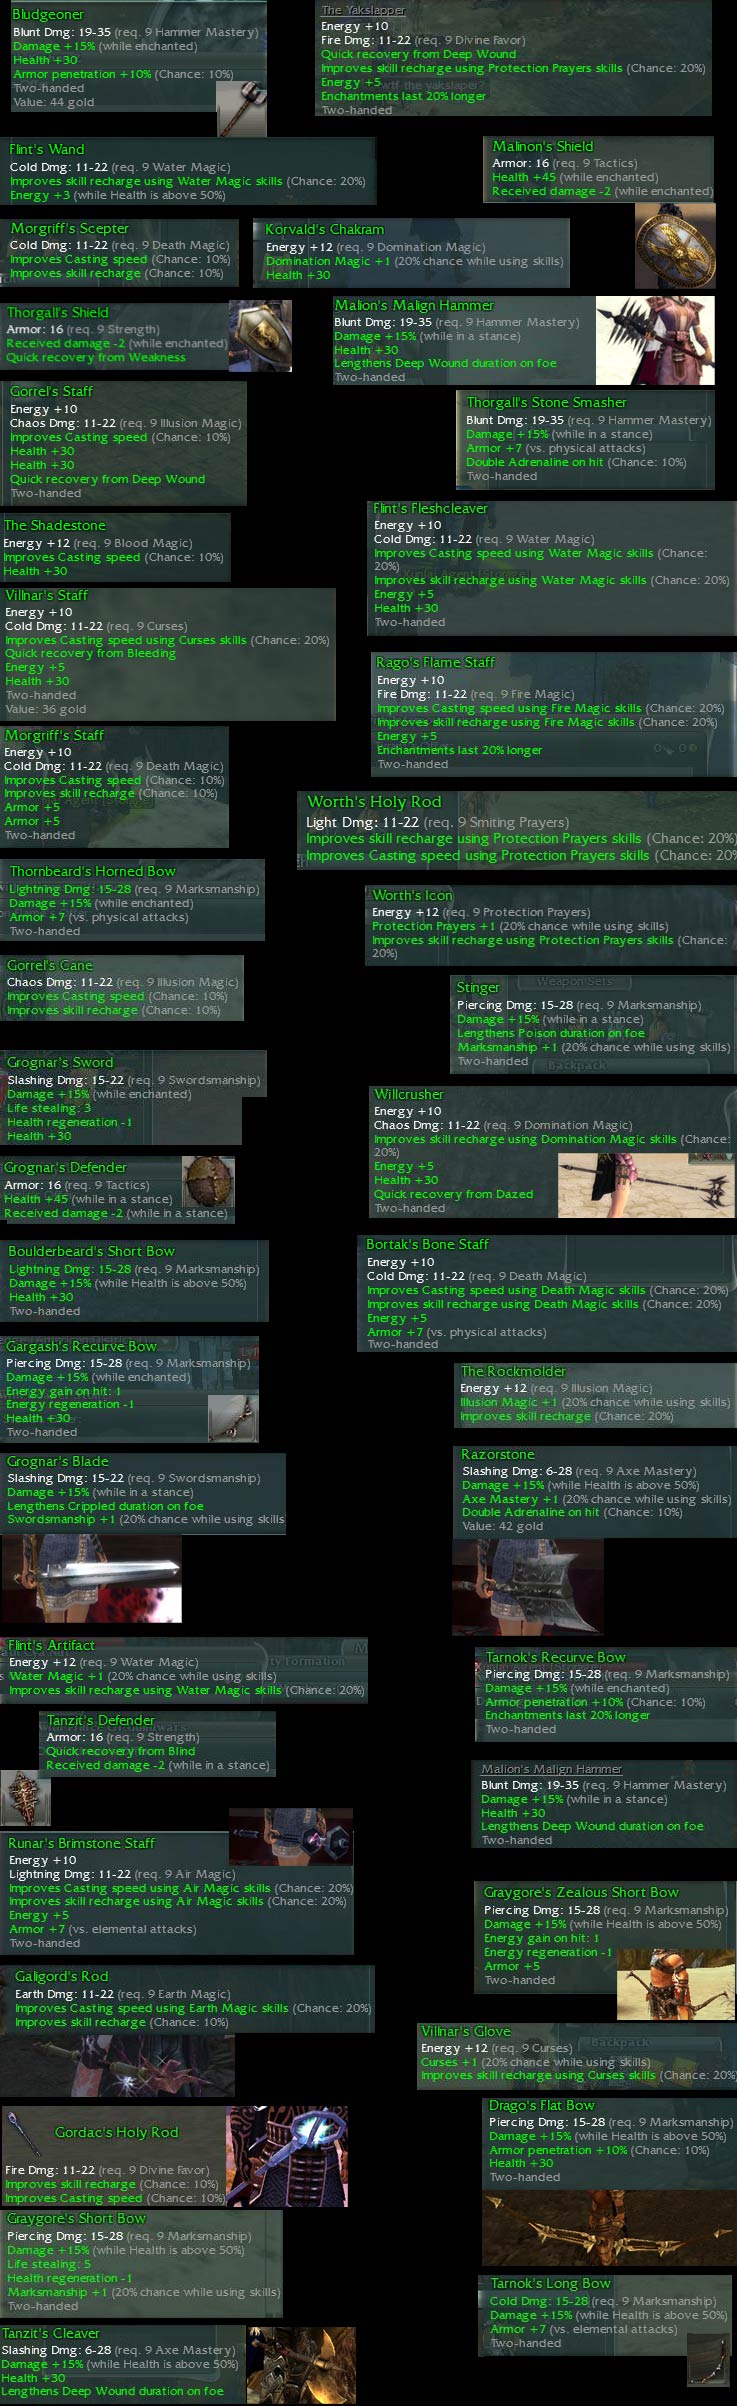 Bludgeoner
Blunt Dmg: 19-35 (req. 9 Hammer Mastery)
Damage +15% (while enchanted)
Health +30
Armor penetration +10% (Chance: 10%)
Two-handed
Value: 44 gold
The Yakslapper
Energy +10
Fire Dmg: 11-22 (req. 9 Divine Favor)
Quick recovery from Deep Wound
Improves skill recharge using Protection Prayers skills (Chance: 20%)
Energy +5
Enchantments last 20% longer
Two-handed
Flint's Wand
Cold Dmg: 11-22 (req. 9 Water Magic)
Improves skill recharge using Water Magic skills (Chance: 20%)
Energy +3 (while Health is above 50%)
Malinon's Shield
Armor: 16 (req. 9 Tactics)
Health +45 (while enchanted)
Received damage -2 (while enchanted)
Morgriff's Scepter
Cold Dmg: 11-22 (req. 9 Death Magic)
Improves Casting speed (Chance: 10%)
Improves skill recharge (Chance: 10%)
Korvald's Chakram
Energy +12 (req. 9 Domination Magic)
Domination Magic +1 (20% chance while using skills)
Health +30
Thorgall's Shield
Armor: 16 (req. 9 Strength)
Received damage -2 (while enchanted)
Quick recovery from Weakness
Malion's Malign Hammer
Blunt Dmg: 19-35 (req. 9 Hammer Mastery)
Damage +15% (while in a stance)
Health +30
Lengthens Deep Wound duration on foe
Two-handed
Gorrel's Staff
Energy +10
Chaos Dmg: 11-22 (req. 9 Illusion Magic)
Improves Casting speed (Chance: 10%)
Health +30
Health +30
Quick recovery from Deep Wound
Two-handed
Thorgall's Stone Smasher
Blunt Dmg: 19-35 (req. 9 Hammer Mastery)
Damage +15% (while in a stance)
Armor +7 (vs. physical attacks)
Double Adrenaline on hit (Chance: 10%)
Two-handed
The Shadestone
Energy +12 (req. 9 Blood Magic)
Improves Casting speed (Chance: 10%)
Health +30
Flint's Fleshcleaver
Energy +10
Cold Dmg: 11-22 (req. 9 Water Magic)
Improves Casting speed using Water Magic skills (Chance:
20%)
Improves skill recharge using Water Magic skills (Chance: 20%)
Energy +5
Health +30
Two-handed
Villnar's Staff
Energy +10
Cold Dmg: 11-22 (req. 9 Curses)
Improves Casting speed using Curses skills (Chance: 20%)
Quick recovery from Bleeding
Energy +5
Health +30
Two-handed
Value: 36 gold
Rago's Flame Staff
Energy +10
Fire Dmg: 11-22 (req. 9 Fire Magic)
Improves Casting speed using Fire Magic skills (Chance: 20%)
Improves skill recharge using Fire Magic skills (Chance: 20%)
Energy +5
Enchantments last 20% longer
Two-handed
Morgriff's Staff
Energy +10
Cold Dmg: 11-22 (req. 9 Death Magic)
Improves Casting speed (Chance: 10%)
Improves skill recharge (Chance: 10%)
Armor +5
Armor +5
Two-handed
Worth's Holy Rod
Light Dmg: 11-22 (req. 9 Smiting Prayers)
Improves skill recharge using Protection Prayers skills (Chance: 20%)
Improves Casting speed using Protection Prayers skills (Chance: 20%
Thornbeard's Horned Bow
Lightning Dmg: 15-28 (req. 9 Marksmanship)
Damage +15% (while enchanted)
Armor +7 (vs. physical attacks)
Two-handed
Worth's Icon
Energy +12 (req. 9 Protection Prayers)
Protection Prayers +1 (20% chance while using skills)
Improves skill recharge using Protection Prayers skills (Chance:
20%)
Gorrel's Cane
Chaos Dmg: 11-22 (req. 9 Illusion Magic)
Improves Casting speed (Chance: 10%)
Improves skill recharge (Chance: 10%)
Weapon Sets
Stinger
Piercing Dmg: 15-28 (req. 9 Marksmanship)
Damage +15% (while in a stance)
Lengthens Poison duration on foe
Marksmanship +1 (20% chance while using skills)
Two-handed
Backpack
Grognar's Sword
Slashing Dmg: 15-22 (req. 9 Swordsmanship)
Damage +15% (while enchanted)
Life stealing: 3
Health regeneration -1
Health +30
Willcrusher
Energy +10
Chaos Dmg: 11-22 (req. 9 Domination Magic)
Improves skill recharge using Domination Magic skills (Chance:
20%)
Energy +5
Health +30
Quick recovery from Dazed
Two-handed
Grognar's Defender
Armor: 16 (req. 9 Tactics)
Health +45 (while in a stance)
Received damage -2 (while in a stance)
Boulderbeard's Short Bow
Lightning Dmg: 15-28 (req. 9 Marksmanship)
Damage +15% (while Health is above 50%)
Health +30
Two-handed
Bortak's Bone Staff
Energy +10
Cold Dmg: 11-22 (req. 9 Death Magic)
Improves Casting speed using Death Magic skills (Chance: 20%)
Improves skill recharge using Death Magic skills (Chance: 20%)
Energy +5
Armor +7 (vs. physical attacks)
Two-handed
Gargash's Recurve Bow
Piercing Dmg: 15-28 (req. 9 Marksmanship)
Damage +15% (while enchanted)
Energy gain on hit: 1
Energy regeneration -1
Health +30
Two-handed
The Rockmolder
Energy +12 (req. 9 Illusion Magic)
Illusion Magic +1 (20% chance while using skills)
Improves skill recharge (Chance: 20%)
Grognar's Blade
Slashing Dmg: 15-22 (req. 9 Swordsmanship)
Damage +15% (while in a stance)
Lengthens Crippled duration on foe
Swordsmanship +1 (20% chance while using skills
Razorstone
Slashing Dmg: 6-28 (req. 9 Axe Mastery)
Damage +15% (while Health is above 50%)
Axe Mastery +1 (20% chance while using skills)
Double Adrenaline on hit (Chance: 10%)
Value: 42 gold
Flint's Artifact
Energy +12 (req. 9 Water Magic)
Water Magic +1 (20% chance while using skills)
Improves skill recharge using Water Magic skills (Chance: 20%)
Tarnok's Recurve Bow
Piercing Dmg: 15-28 (req. 9 Marksmanship)
Damage +15% (while enchanted)
Armor penetration +10% (Chance: 10%)
Enchantments last 20% longer
Two-handed
Tanzit's Defender
Armor: 16 (req. 9 Strength)
Quick recovery from Blind
Received damage -2 (while in a stance)
Malion's Malign Hammer
Blunt Dmg: 19-35 (req. 9 Hammer Mastery)
Damage +15% (while in a stance)
Health +30
Lengthens Deep Wound duration on foe
Two-handed
Runar's Brimstone Staff
Energy +10
Lightning Dmg: 11-22 (req. 9 Air Magic)
Improves Casting speed using Air Magic skills (Chance: 20%)
Improves skill recharge using Air Magic skills (Chance: 20%)
Energy +5
Armor +7 (vs. elemental attacks)
Two-handed
Graygore's Zealous Short Bow
Piercing Dmg: 15-28 (req. 9 Marksmanship)
Damage +15% (while Health is above 50%)
Energy gain on hit: 1
Energy regeneration -1
Armor +5
Two-handed
Galigord's Rod
Earth Dmg: 11-22 (req. 9 Earth Magic)
Improves Casting speed using Earth Magic skills (Chance: 20%)
Improves skill recharge (Chance: 10%)
Villnar's Glove
Backpack
Energy +12 (req. 9 Curses)
Curses +1 (20% chance while using skills)
Improves skill recharge using Curses skills (Chance: 20%
Gordac's Holy Rod
Fire Dmg: 11-22 (req. 9 Divine Favor)
Improves skill recharge (Chance: 10%)
Improves Casting speed (Chance: 10%)
Drago's Flat Bow
Piercing Dmg: 15-28 (req. 9 Marksmanship)
Damage +15% (while Health is above 50%)
Armor penetration +10% (Chance: 10%)
Health +30
Two-handed
Graygore's Short Bow
Piercing Dmg: 15-28 (req. 9 Marksmanship)
Damage +15% (while Health is above 50%)
Life stealing: 5
Health regeneration -1
Marksmanship +1 (20% chance while using skills)
Two-handed
Tarnok's Long Bow
Cold Dmg: 15-28 (req. 9 Marksmanship)
Damage +15% (while Health is above 50%)
Armor +7 (vs. elemental attacks)
Two-handed
Tanzit's Cleaver
Slashing Dmg: 6-28 (req. 9 Axe Mastery)
Damage +15% (while Health is above 50%)
Health +30
Lengthens Deep Wound duration on foe